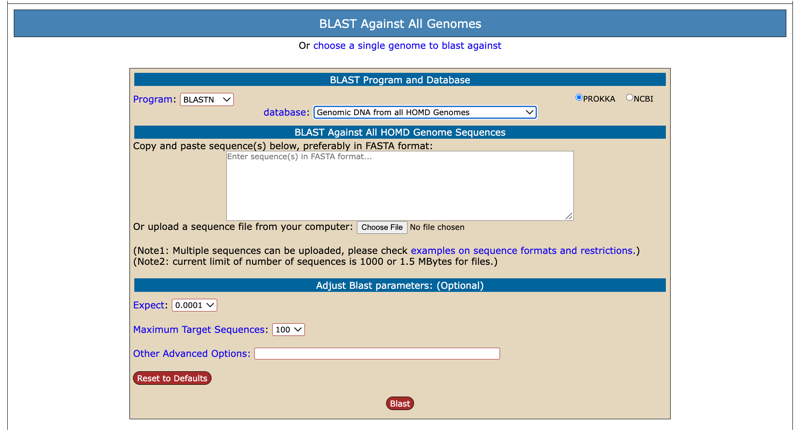 BLAST Against All Genomes
Or choose a single genome to blast against
BLAST Program and Database
Program: BLASTN
PROKKA NCBI
database: Genomic DNA from all HOMD Genomes
BLAST Against All HOMD Genome Sequences
Copy and paste sequence(s) below, preferably in FASTA format:
Enter sequence(s) in FASTA format...
Or upload a sequence file from your computer: Choose File No file chosen
(Note1: Multiple sequences can be uploaded, please check examples on sequence formats and restrictions.)
(Note2: current limit of number of sequences is 1000 or 1.5 MBytes for files.)
Adjust Blast parameters: (Optional)
Expect: 0.0001
Maximum Target Sequences: 100
Other Advanced Options:
Reset to Defaults
Blast